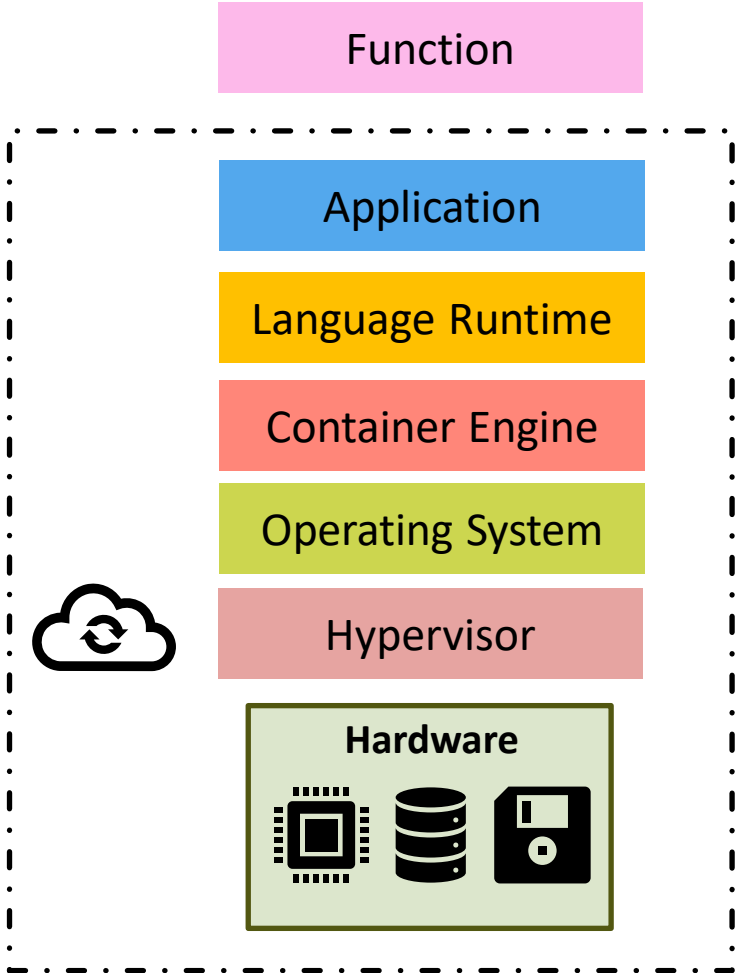 Function
Application
Language Runtime
Container Engine
Operating System
Hypervisor
Hardware